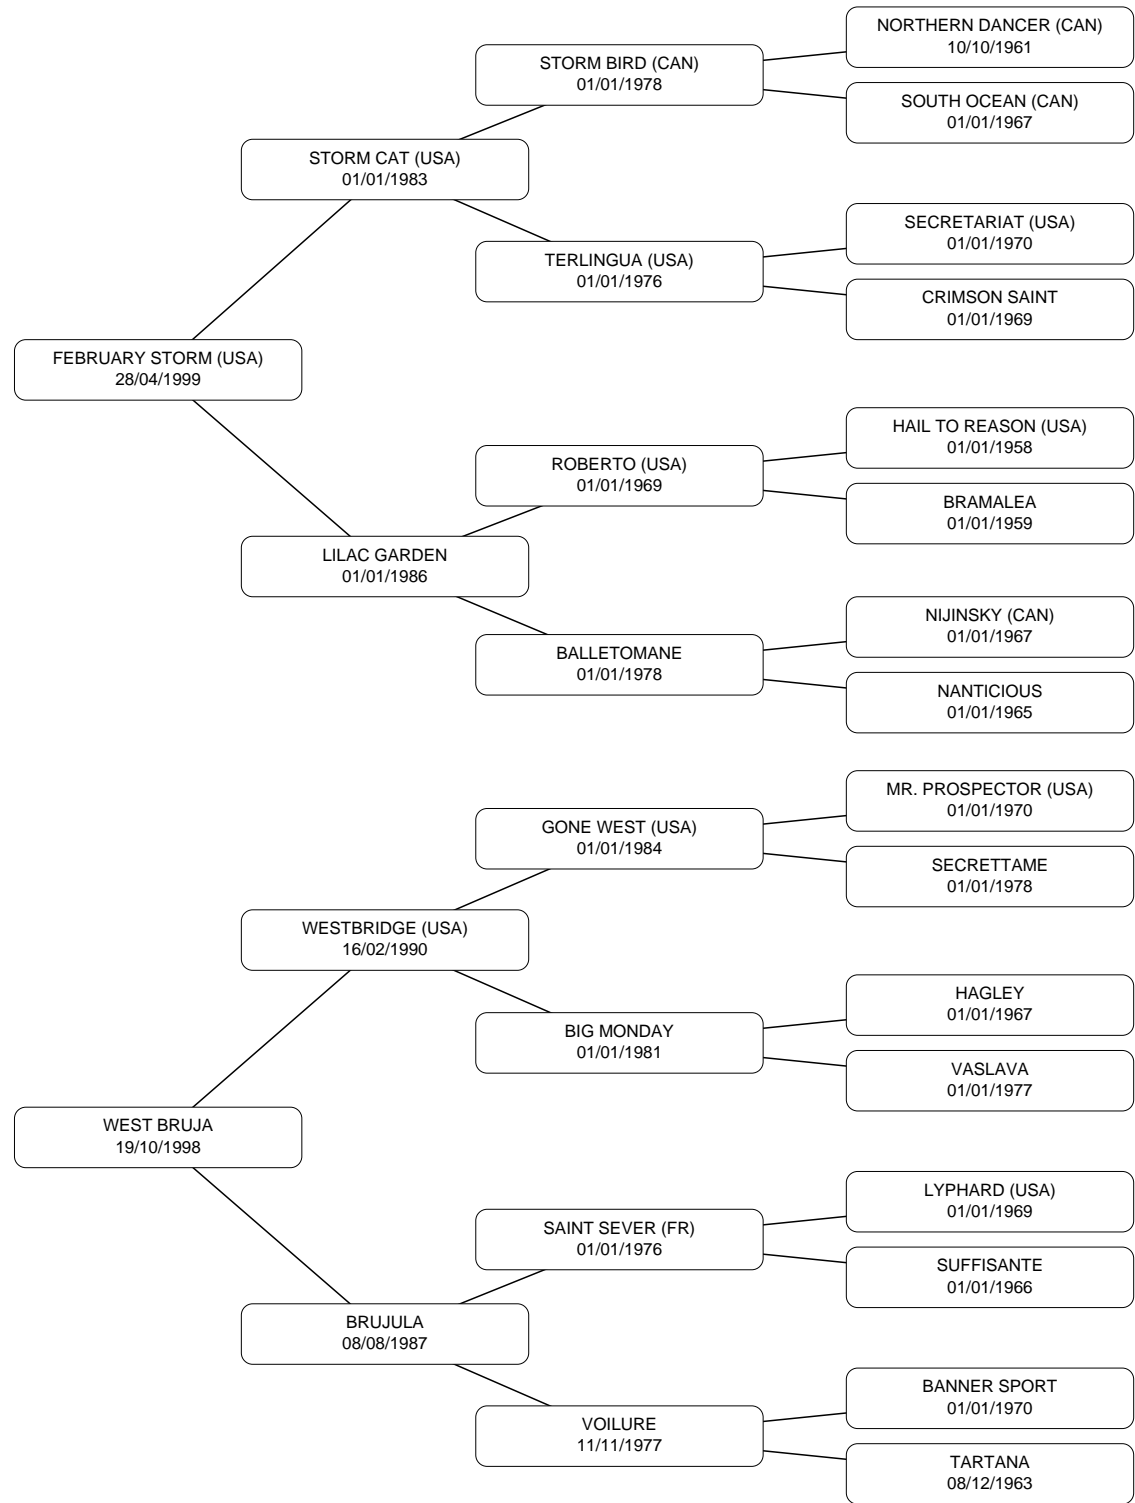 NORTHERN DANCER (CAN)
10/10/1961
STORM BIRD (CAN)
01/01/1978
SOUTH OCEAN (CAN)
01/01/1967
STORM CAT (USA)
01/01/1983
SECRETARIAT (USA)
01/01/1970
TERLINGUA (USA)
01/01/1976
CRIMSON SAINT
01/01/1969
FEBRUARY STORM (USA)
28/04/1999
HAIL TO REASON (USA)
01/01/1958
ROBERTO (USA)
01/01/1969
BRAMALEA
01/01/1959
LILAC GARDEN
01/01/1986
NIJINSKY (CAN)
01/01/1967
BALLETOMANE
01/01/1978
NANTICIOUS
01/01/1965
MR. PROSPECTOR (USA)
01/01/1970
GONE WEST (USA)
01/01/1984
SECRETTAME
01/01/1978
WESTBRIDGE (USA)
16/02/1990
HAGLEY
01/01/1967
BIG MONDAY
01/01/1981
VASLAVA
01/01/1977
WEST BRUJA
19/10/1998
LYPHARD (USA)
01/01/1969
SAINT SEVER (FR)
01/01/1976
SUFFISANTE
01/01/1966
BRUJULA
08/08/1987
BANNER SPORT
01/01/1970
VOILURE
11/11/1977
TARTANA
08/12/1963